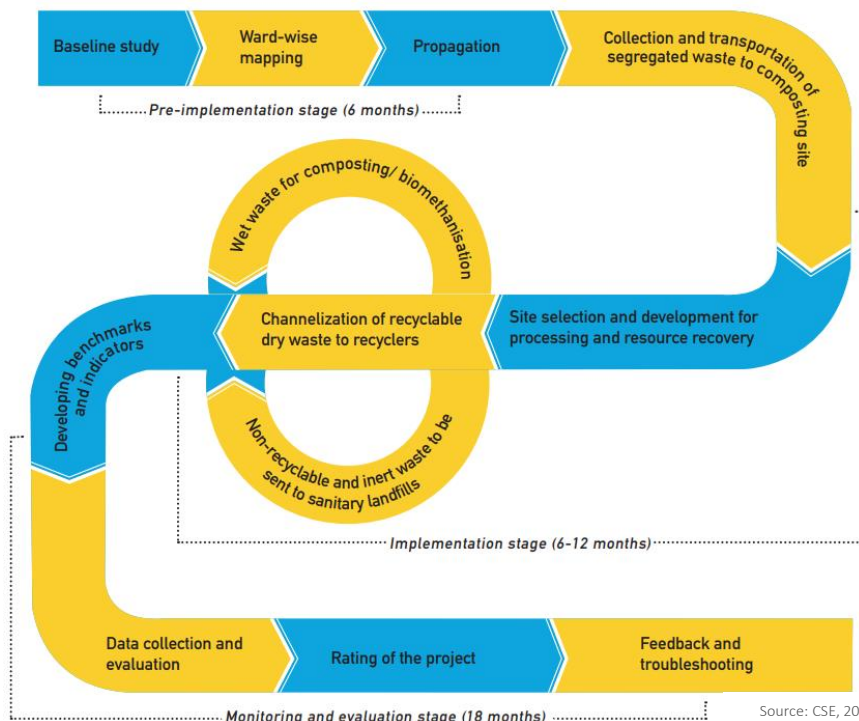 Baseline study
Ward-wise
mapping
Propagation
Collection and transportation of
segregated waste to composting
site
Pre-implementation stage (6 months)
Wet waste for composting/ biomethanisation
Channelization of recyclable
dry waste to recyclers
Site selection and development for
processing and resource recovery
Developing benchmarks
and indicators
Non-recyclable and inert waste to be
sent to sanitary landfills
Implementation stage (6-12 months)
Data collection and
evaluation
Rating of the project
Feedback and
troubleshooting
Monitoring and evaluation stage (18 months)
Source: CSE, 20